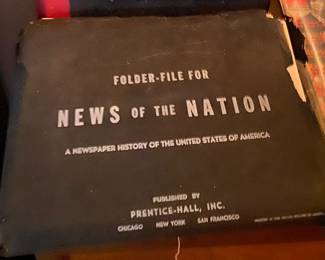 FOLDER-FILE FOR
NEWS OF THE NATION
A NEWSPAPER HISTORY OF THE UNITED STATES OF AMERICA
PUBLISHED BY
PRENTICE-HALL, INC.
CHICAGO NEW YORK SAN FRANCISCO